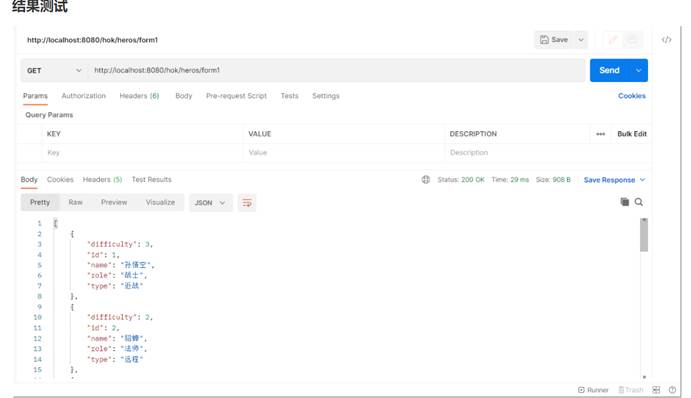 结果测试
http://localhost:8080/hok/heros/form1
Save
GET http://localhost:8080/hok/heros/form1 Send
Params Authorization Headers (6) Body Pre-request Script Tests Settings Cookies
Query Params
KEY VALUE DESCRIPTION Bulk Edit
Key Value Description
Body Cookies Headers (5) Test Results Status: 200 OK Time: 29 ms Size: 908 B Save Response
Pretty Raw Preview Visualize JSON
1 [
2 {
3 "difficulty": 3,
4 "id": 1,
5 "name": "孙悟空",
6 "role": "战士",
7 "type": "近战"
8 },
9 {
10 "difficulty": 2,
11 "id": 2,
12 "name": "貂蝉",
13 "role": "法师",
14 "type": "远程"
15 },
Runner Trash